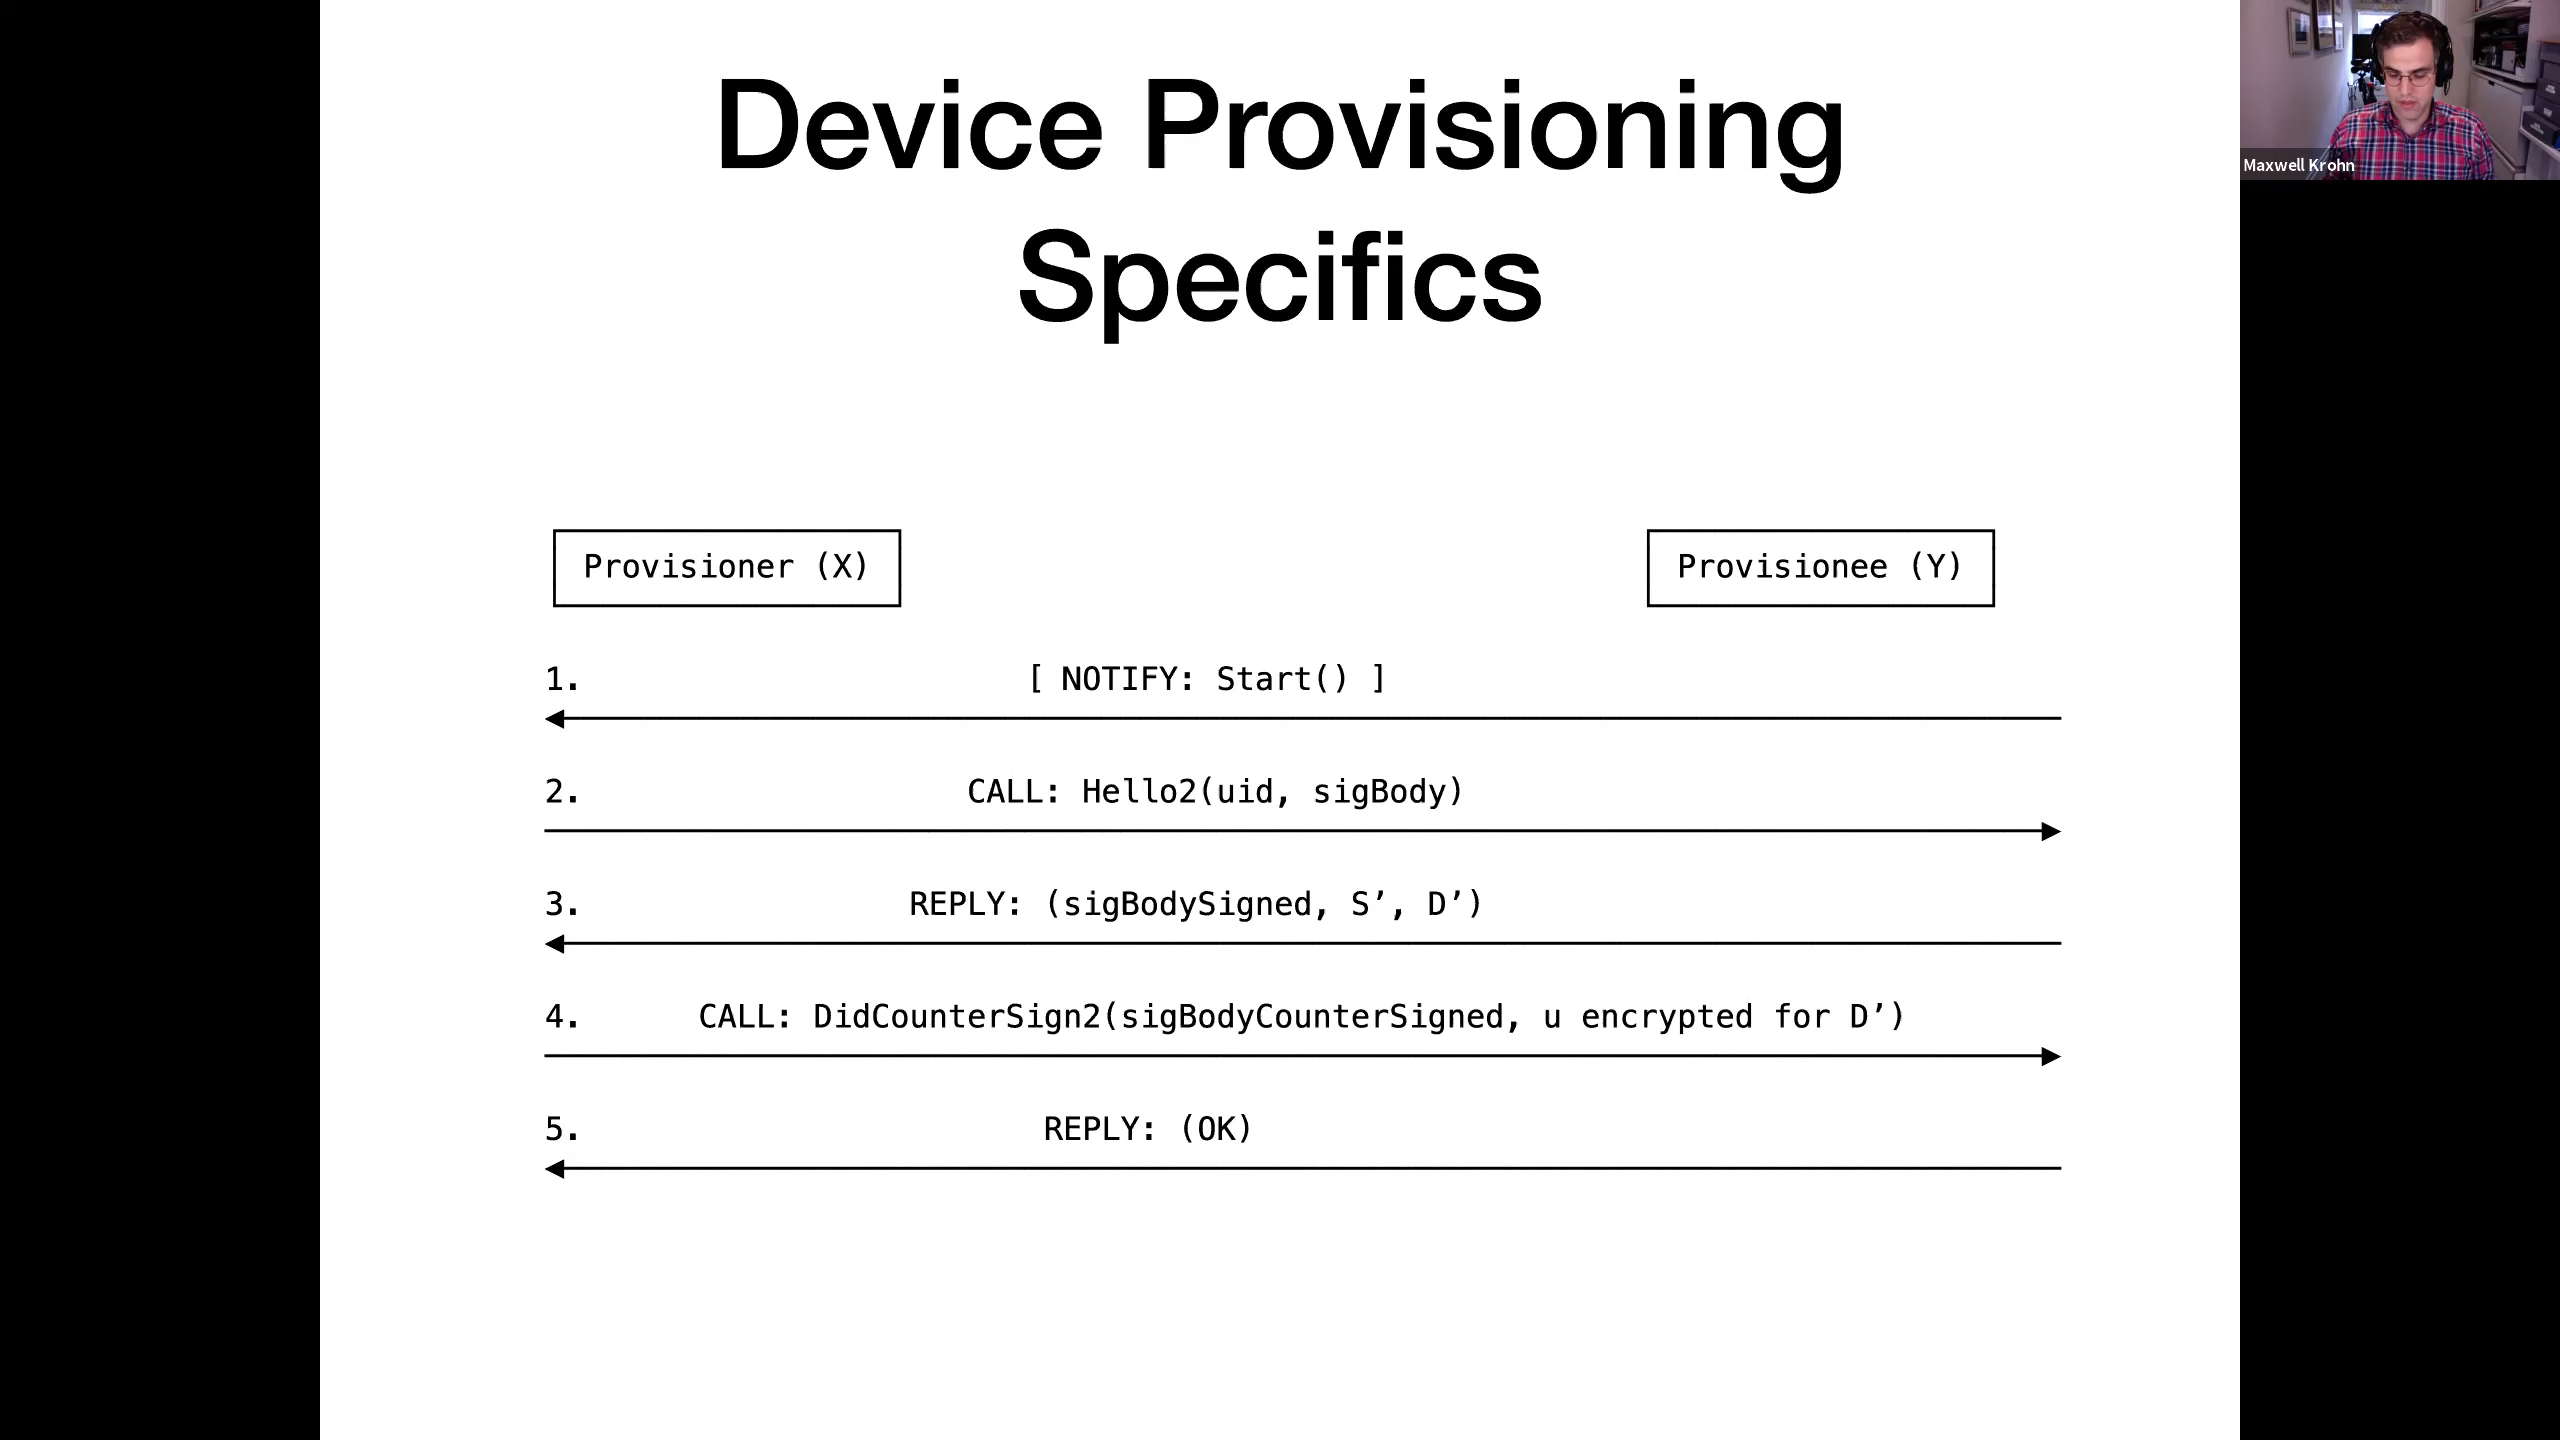 Device Provisioning
Specifics
Maxwell Krohn
Provisioner (X)
Provisionee (Y)
1. [ NOTIFY: Start() ]
2. CALL: Hello2(uid, sigBody)
3. REPLY: (sigBodySigned, S’, D’)
4. CALL: DidCounterSign2(sigBodyCounterSigned, u encrypted for D’)
5. REPLY: (OK)